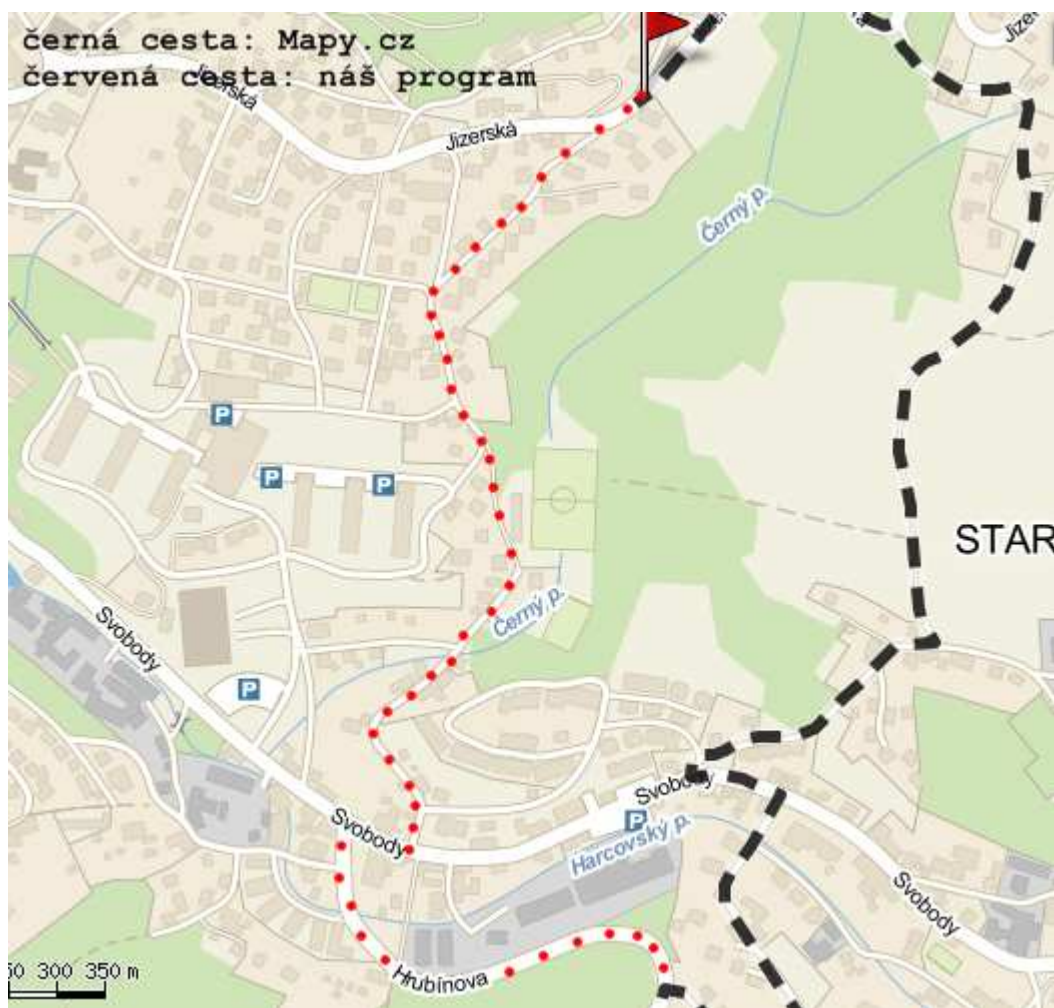 černá cesta: Mapy.cz
červená cesta: náš program
Jizerská
Jizerská
Černý p.
P
P
P
STAR
Svobody
Černý p.
P
Svobody
Svobody
P
Harcovský p.
Svobody
Hrubínova
300 350 m